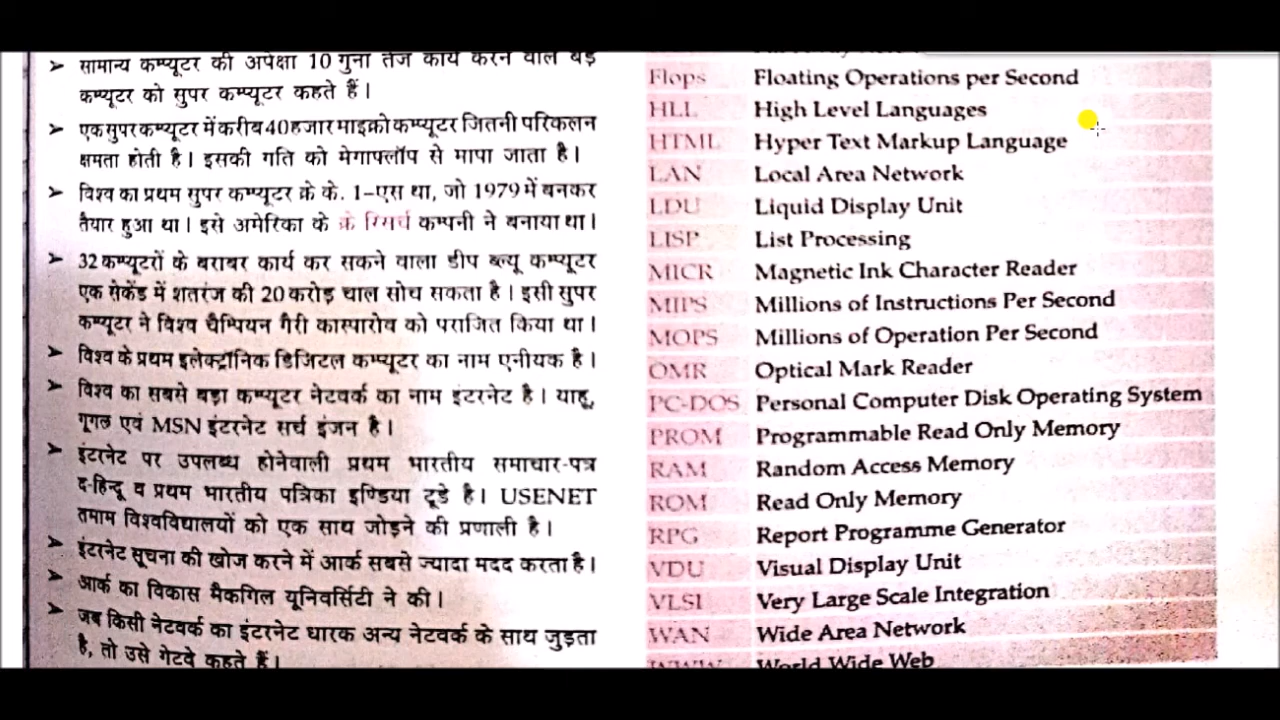 सामान्य कम्प्यूटर की अपेक्षा 10 गुना तेज कार्य करने वाले बड़े
कम्प्यूटर को सुपर कम्प्यूटर कहते हैं।
एक सुपर कम्प्यूटर में करीब 40 हजार माइक्रो कम्प्यूटर जितनी परिकलन
क्षमता होती है। इसकी गति को मेगाफ्लॉप से मापा जाता है।
विश्व का प्रथम सुपर कम्प्यूटर क्रे के. 1-एस था, जो 1979 में बनकर
तैयार हुआ था। इसे अमेरिका के क्रे रिसर्च कम्पनी ने बनाया था।
32 कम्प्यूटरों के बराबर कार्य कर सकने वाला डीप ब्ल्यू कम्प्यूटर
एक सेकेंड में शतरंज की 20 करोड़ चाल सोच सकता है। इसी सुपर
कम्प्यूटर ने विश्व चैम्पियन गैरी कास्पारोव को पराजित किया था।
विश्व के प्रथम इलेक्ट्रॉनिक डिजिटल कम्प्यूटर का नाम एनीयक है।
विश्व का सबसे बड़ा कम्प्यूटर नेटवर्क का नाम इंटरनेट है। याहू,
गूगल एवं MSN इंटरनेट सर्च इंजन है।
इंटरनेट पर उपलब्ध होनेवाली प्रथम भारतीय समाचार-पत्र
द-हिन्दू व प्रथम भारतीय पत्रिका इण्डिया टूडे है। USENET
तमाम विश्वविद्यालयों को एक साथ जोड़ने की प्रणाली है।
इंटरनेट सूचना की खोज करने में आर्क सबसे ज्यादा मदद करता है।
आर्क का विकास मैकगिल यूनिवर्सिटी ने की।
जब किसी नेटवर्क का इंटरनेट धारक अन्य नेटवर्क के साथ जुड़ता
है, तो उसे गेटवे कहते हैं।
Flops Floating Operations per Second
HLL High Level Languages
HTML Hyper Text Markup Language
LAN Local Area Network
LDU Liquid Display Unit
LISP List Processing
MICR Magnetic Ink Character Reader
MIPS Millions of Instructions Per Second
MOPS Millions of Operation Per Second
OMR Optical Mark Reader
PC-DOS Personal Computer Disk Operating System
PROM Programmable Read Only Memory
RAM Random Access Memory
ROM Read Only Memory
RPG Report Programme Generator
VDU Visual Display Unit
VLSI Very Large Scale Integration
WAN Wide Area Network
WWW World Wide Web